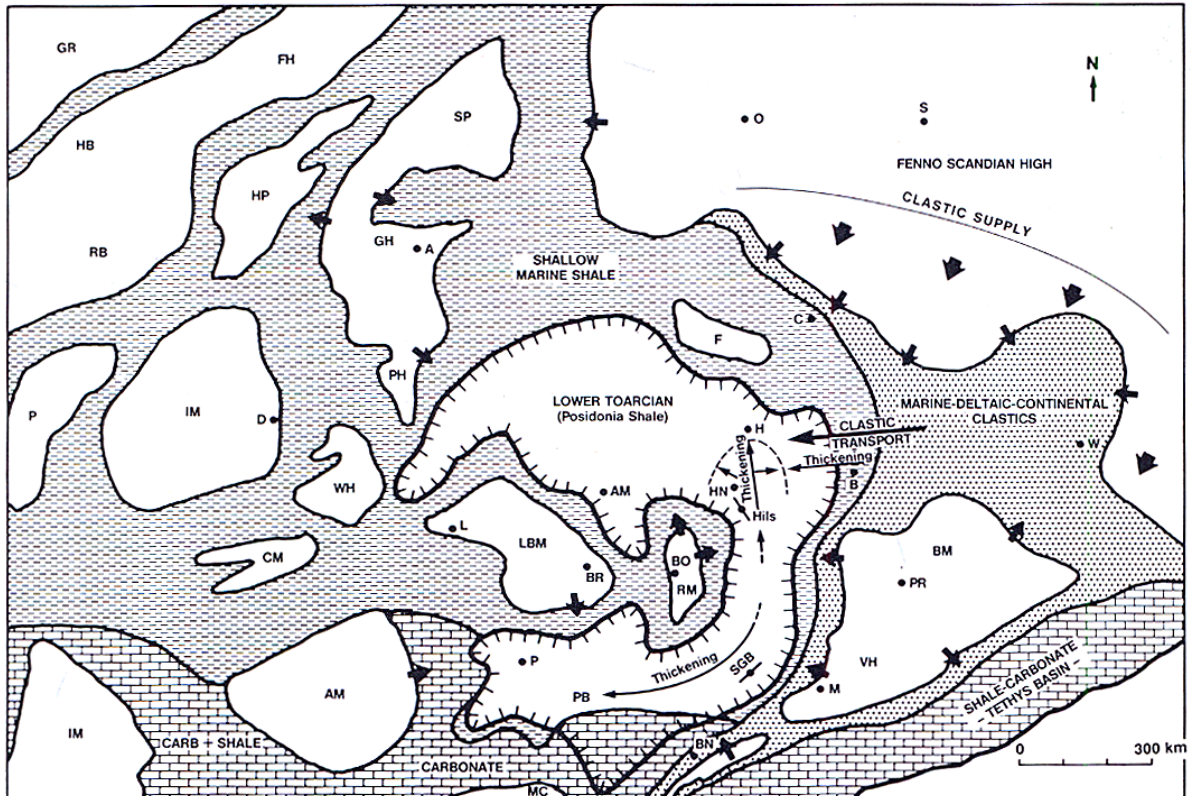 GR
FH
N
SP
O
S
HB
FENNO SCANDIAN HIGH
HP
CLASTIC SUPPLY
GH
A
RB
SHALLOW
MARINE SHALE
C
F
PH
LOWER TOARCIAN
(Posidonia Shale)
MARINE-DELTAIC-CONTINENTAL
CLASTICS
P
IM
D
H
CLASTIC
TRANSPORT
W
Thickening
Thickening
B
WH
AM
HN
Hils
L
LBM
BM
CM
BR
BO
RM
PR
P
Thickening
SGB
VH
M
AM
PB
SHALE-CARBONATE
- TETHYS BASIN -
IM
CARB + SHALE
BN
CARBONATE
MC
0 300 km